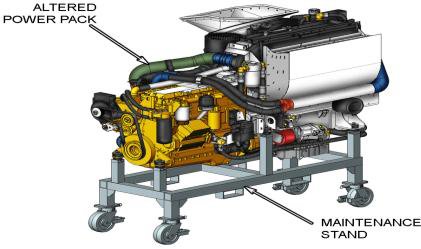 ALTERED
POWER PACK
MAINTENANCE
STAND